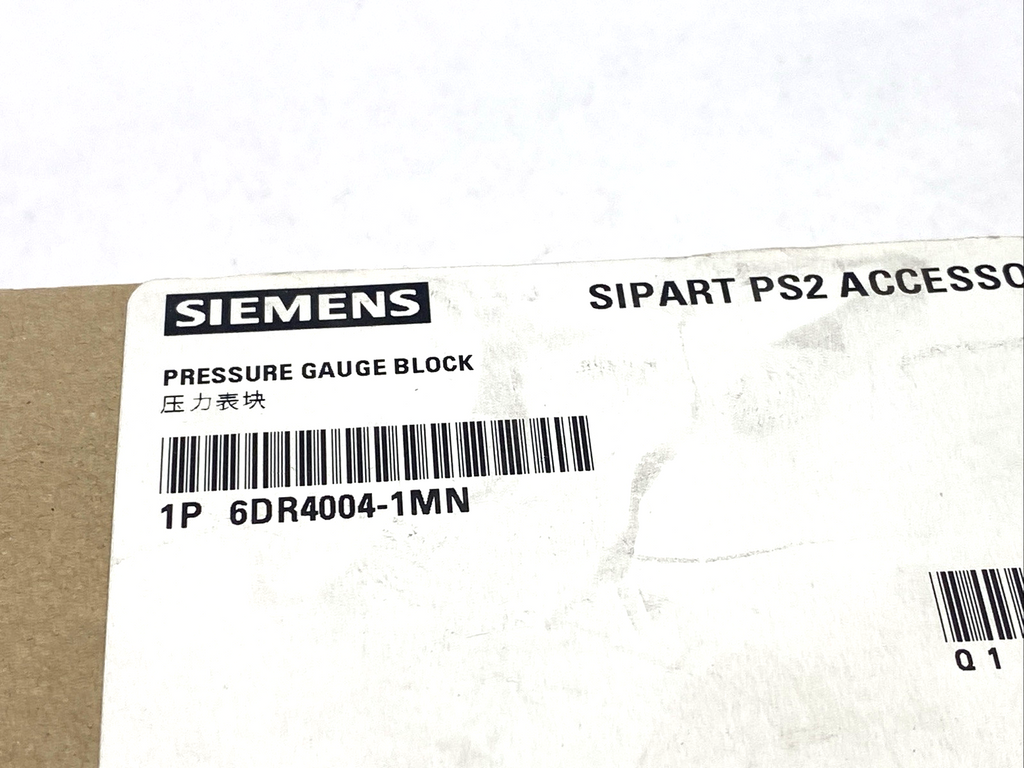 SIEMENS
SIPART PS2 ACCESSO
PRESSURE GAUGE BLOCK
压力表块
1P 6DR4004-1MN
Q 1